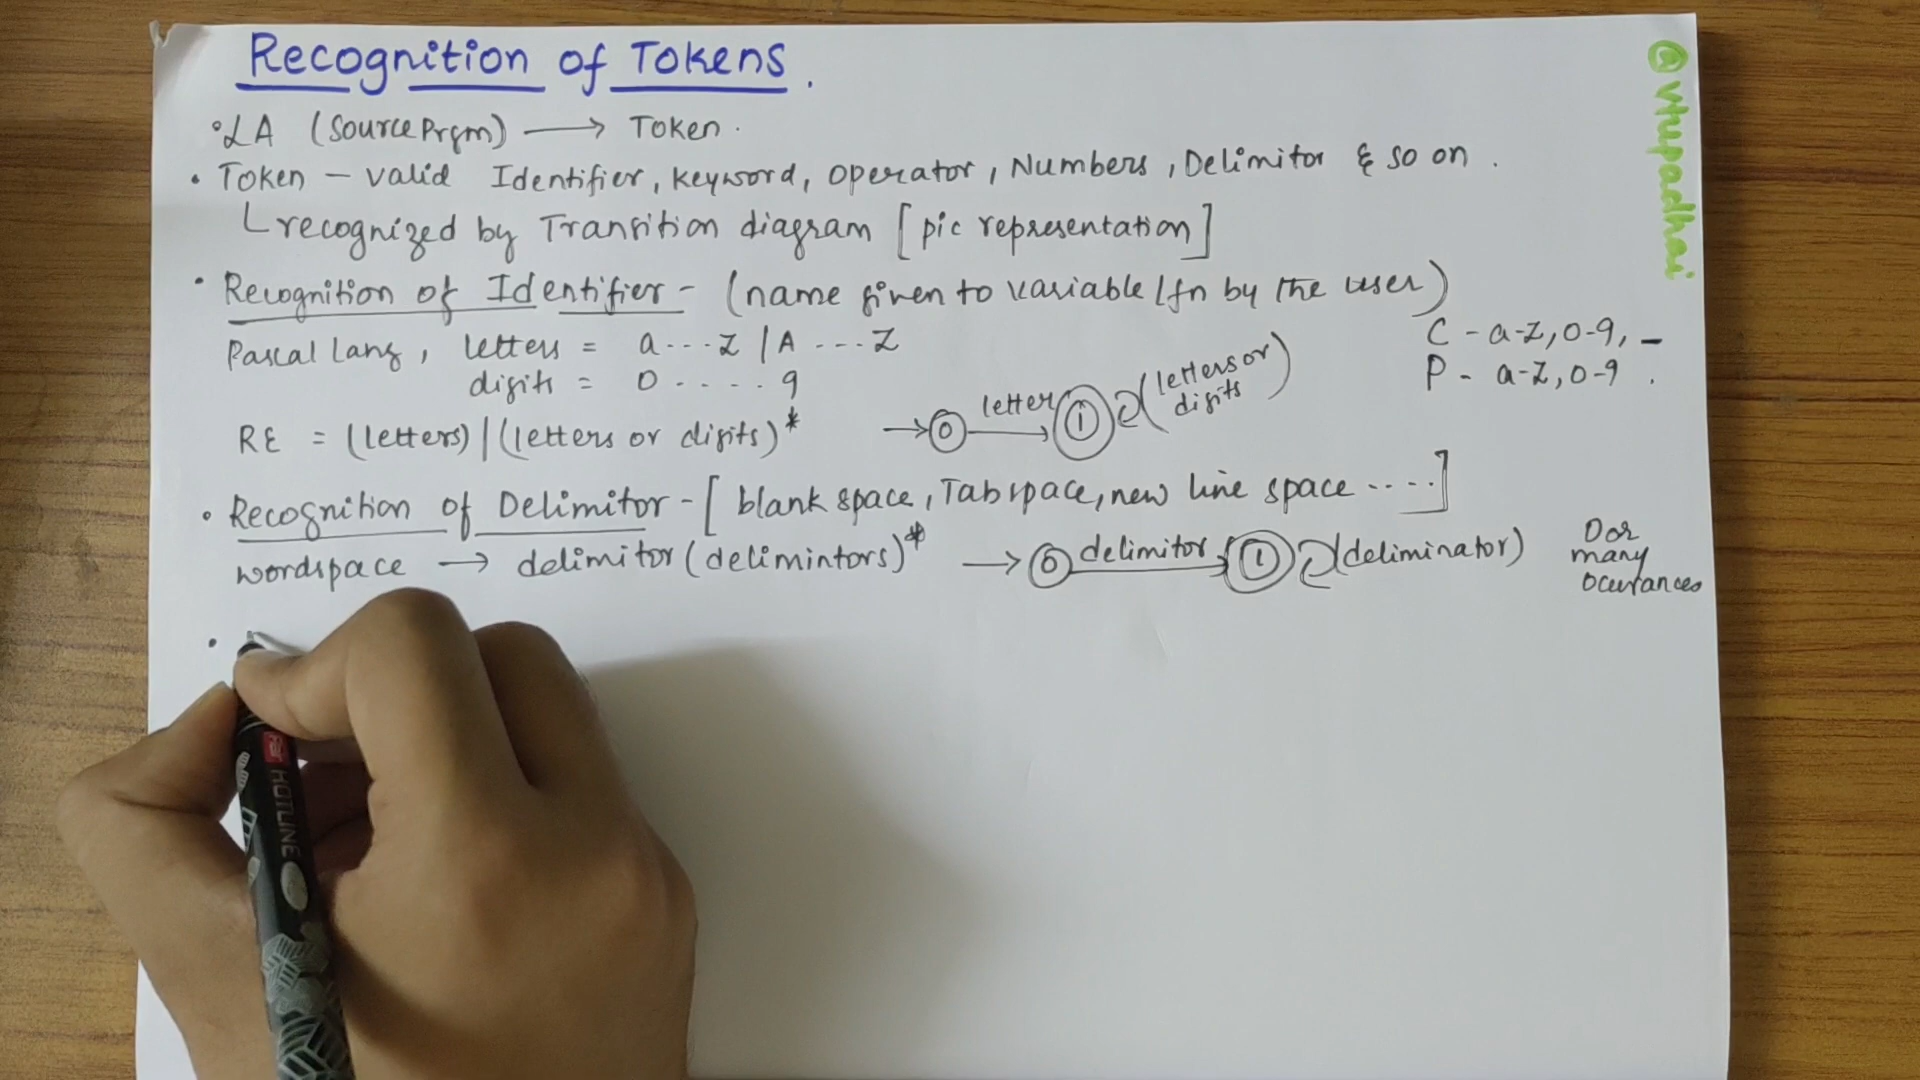 Recognition of Tokens.
@vtupadhai
• LA (Source Prgm) → Token.
• Token – valid Identifier, Keyword, Operator, Numbers, Delimitor & so on.
recognized by Transition diagram [pic representation]
• Recognition of Identifier – (name given to variable/fn by the user)
Pascal lang, letters = a...z | A...Z
C - a-z, 0-9, _
digits = 0.....9
P - a-z, 0-9.
RE = (letters)|(letters or digits)*
→ 0 letter → 1 (letters or digits)
• Recognition of Delimitor – [blank space, Tab space, new line space ....]
wordspace → delimitor (delimintors)* → 0 delimitor → 1 (deliminator)
0 or
many
Ocurrances
HOTLINE